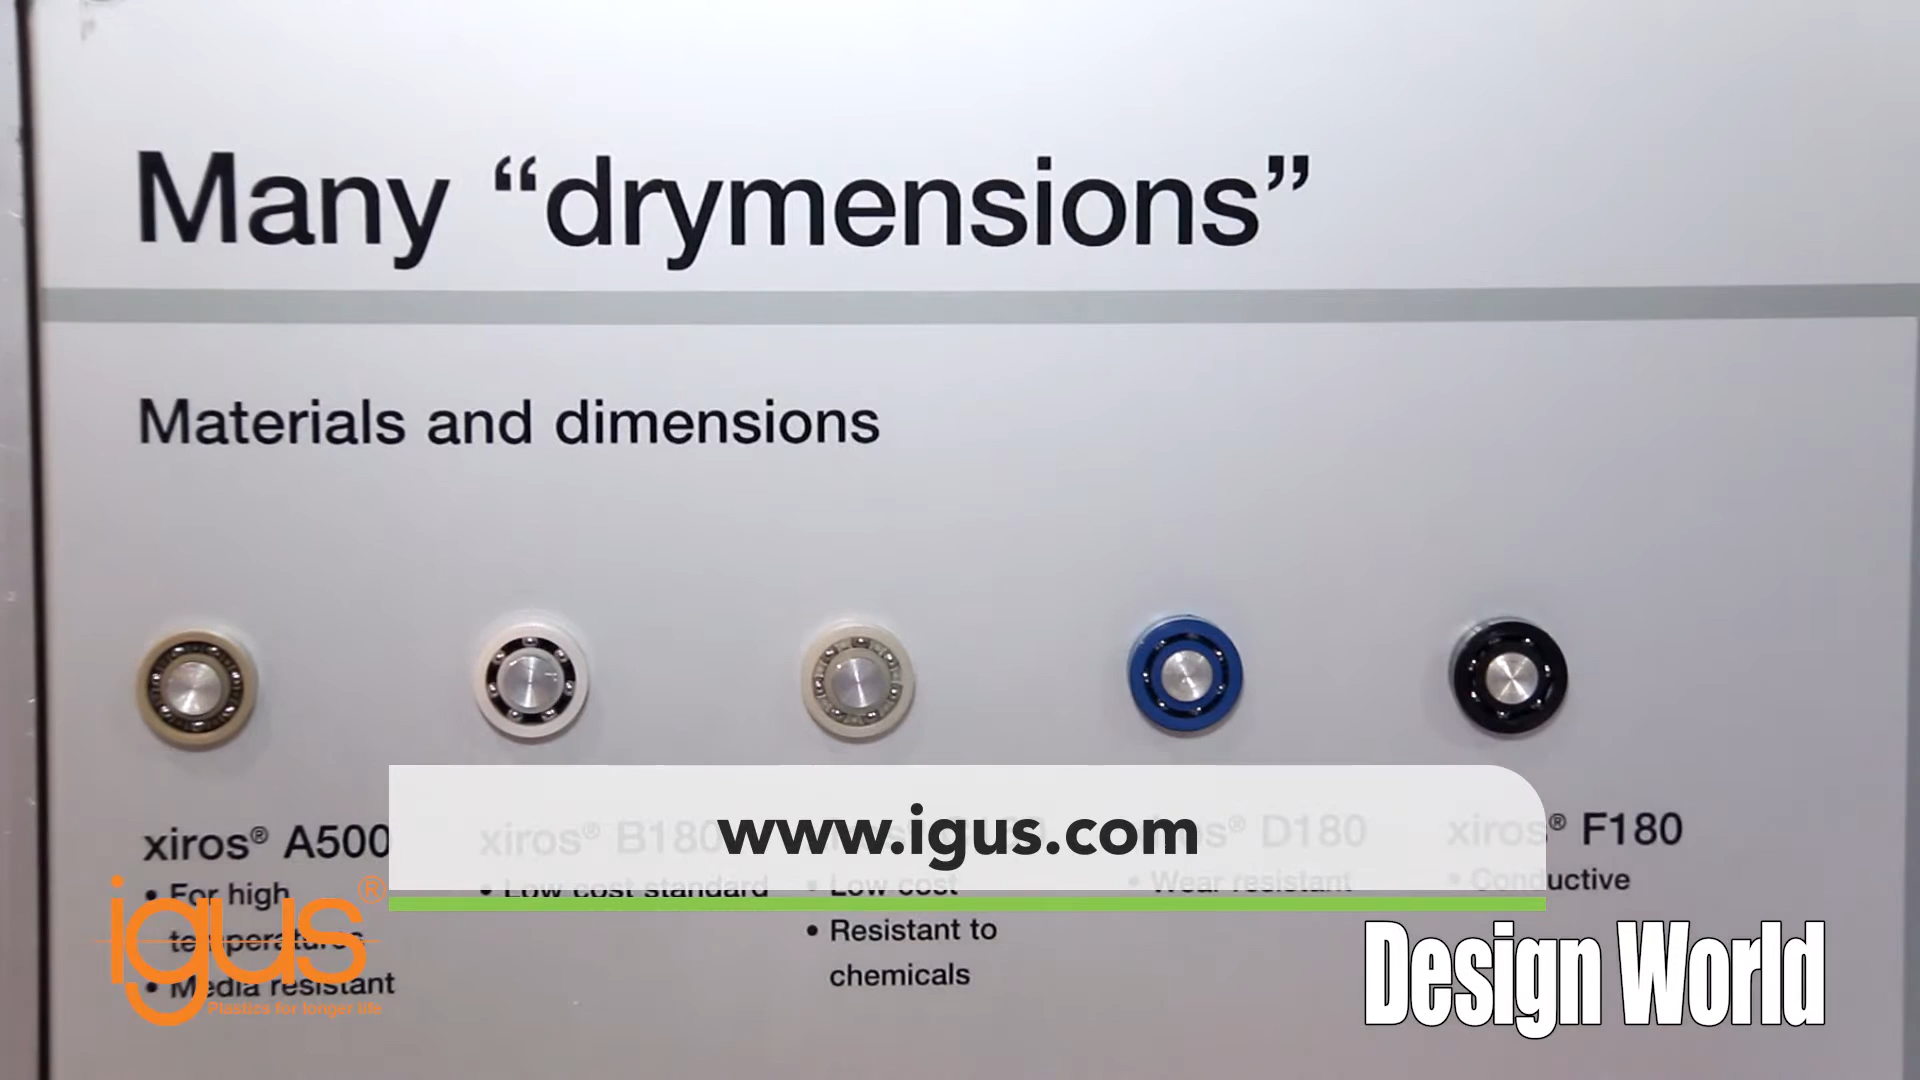 Many “drymensions”
Materials and dimensions
xiros® A500
• For high
temperatures
• Media resistant
xiros® B180
• Low cost standard
• Low cost
• Resistant to
chemicals
® D180
• Wear resistant
xiros® F180
• Conductive
www.igus.com
igus®
Plastics for longer life
Design World